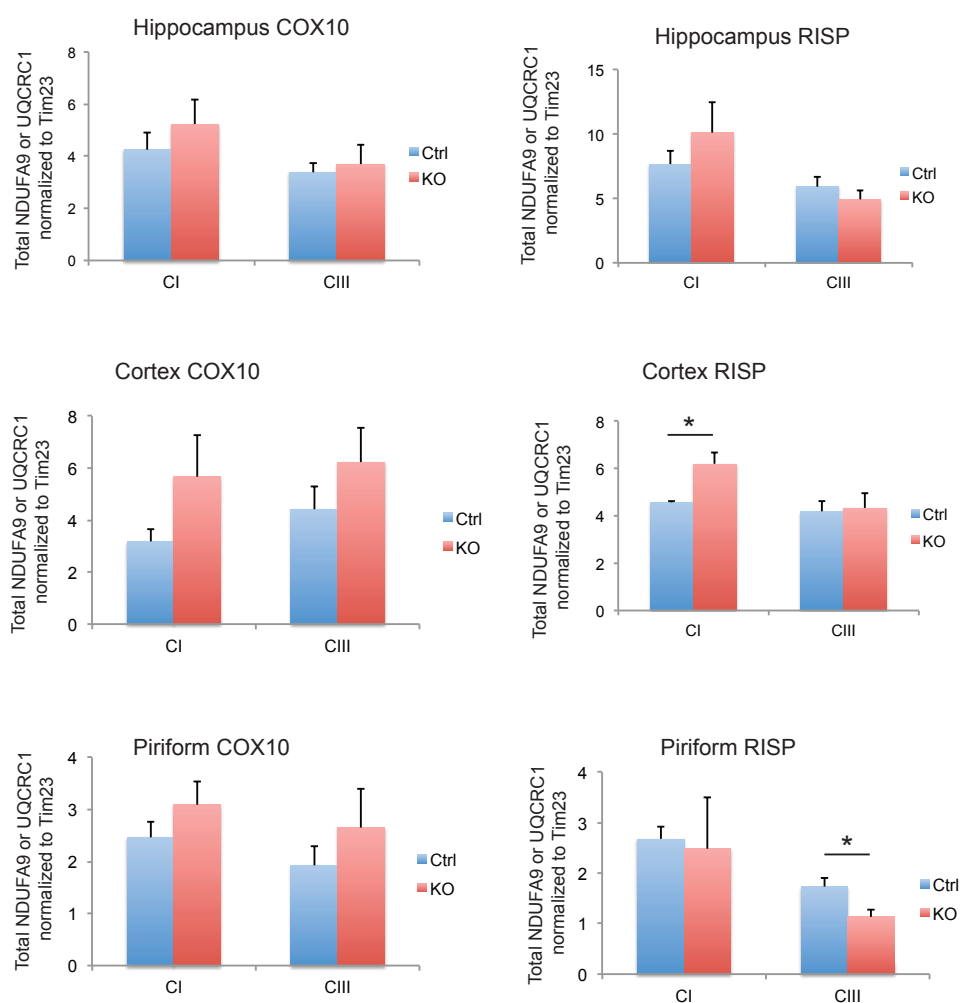 Hippocampus COX10
Total NDUFA9 or UQCRC1
normalized to Tim23
8
6
4
2
0
CI
CIII
Ctrl
KO
Hippocampus RISP
Total NDUFA9 or UQCRC1
normalized to Tim23
15
10
5
0
CI
CIII
Ctrl
KO
Cortex COX10
Total NDUFA9 or UQCRC1
normalized to Tim23
8
6
4
2
0
CI
CIII
Ctrl
KO
Cortex RISP
Total NDUFA9 or UQCRC1
normalized to Tim23
8
6
4
2
0
*
CI
CIII
Ctrl
KO
Piriform COX10
Total NDUFA9 or UQCRC1
normalized to Tim23
4
3
2
1
0
CI
CIII
Ctrl
KO
Piriform RISP
Total NDUFA9 or UQCRC1
normalized to Tim23
4
3
2
1
0
*
CI
CIII
Ctrl
KO